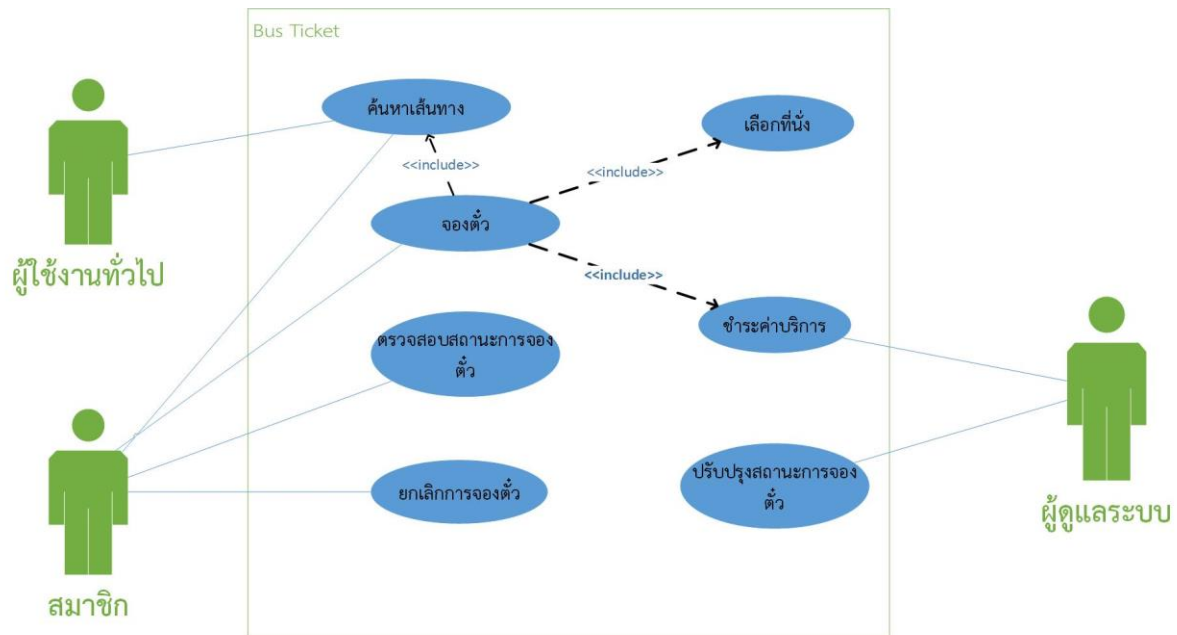 Bus Ticket
ค้นหาเส้นทาง
เลือกที่นั่ง
<<include>>
<<include>>
จองตั๋ว
ผู้ใช้งานทั่วไป
<<include>>
ชำระค่าบริการ
ตรวจสอบสถานะการจอง
ตั๋ว
ยกเลิกการจองตั๋ว
ปรับปรุงสถานะการจอง
ตั๋ว
ผู้ดูแลระบบ
สมาชิก